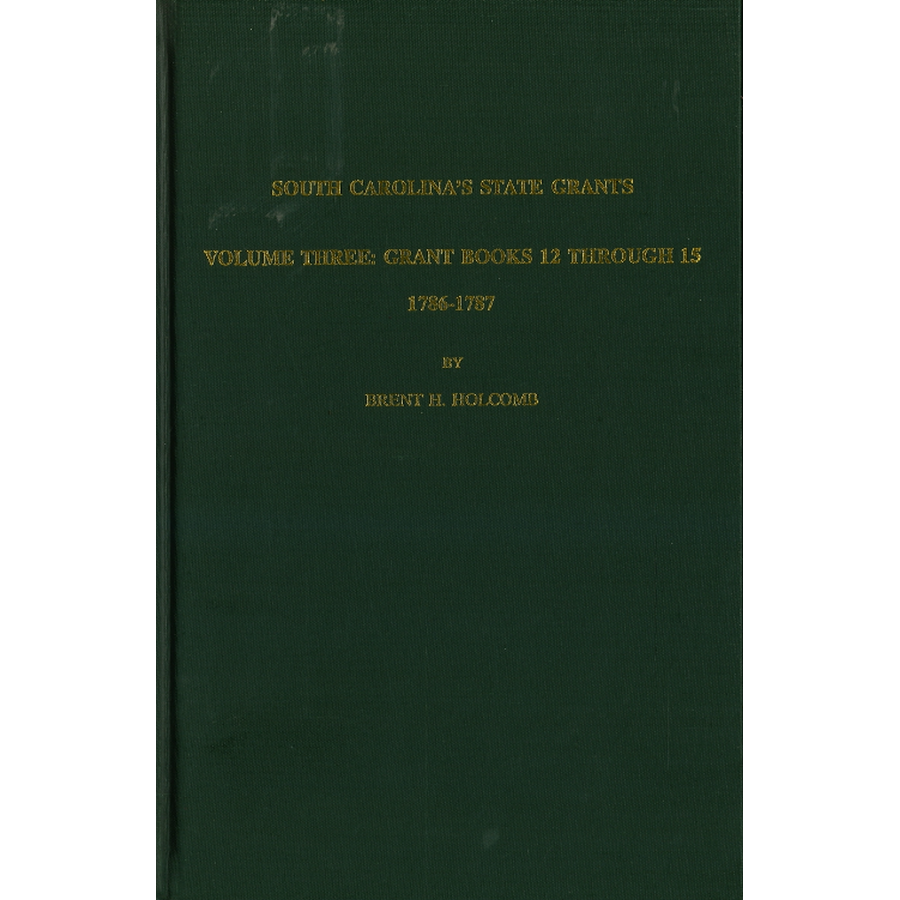 SOUTH CAROLINA'S STATE GRANTS
VOLUME THREE: GRANT BOOKS 12 THROUGH 15
1786-1787
BY
BRENT H. HOLCOMB